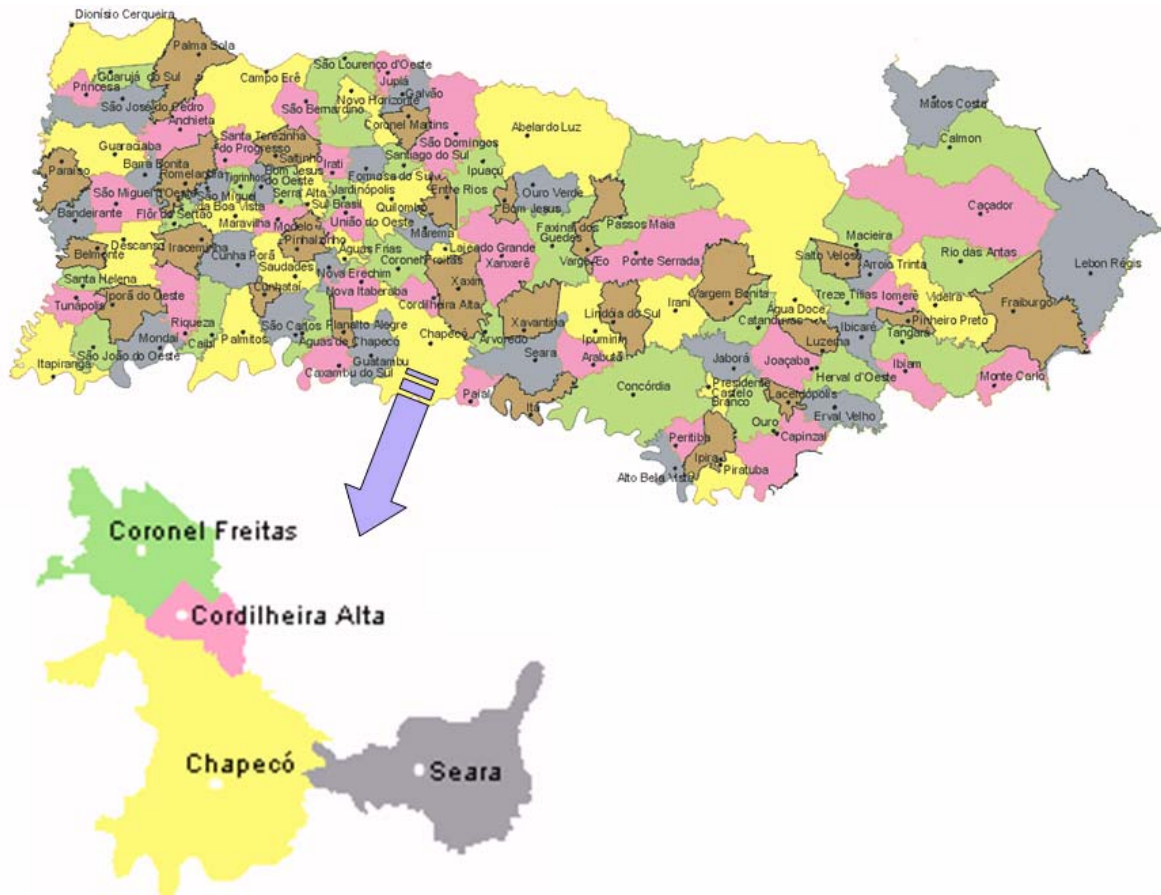 Dionísio Cerqueira
Palma Sola
Guarujá do Sul
Princesa
São José do Cedro
Anchieta
Campo Erê
São Lourenço d'Oeste
Jupiá
Galvão
Novo Horizonte
São Bernardino
Coronel Martins
São Domingos
Abelardo Luz
Matos Costa
Calmon
Guaraciaba
Santa Terezinha
do Progresso
Saltinho
Irati
Santiago do Sul
Ipuaçu
Paraíso
Barra Bonita
Romelândia
Tigrinhos
Bom Jesus
do Oeste
Formosa do Sul
Jardinópolis
Entre Rios
Ouro Verde
Bom Jesus
São Miguel d'Oeste
São Miguel
da Boa Vista
Serra Alta
Sul Brasil
Quilombo
Caçador
Bandeirante
Flôr do Sertão
Maravilha
Modelo
União do Oeste
Marema
Passos Maia
Faxinal dos
Guedes
Macieira
Descanso
Belmonte
Iraceminha
Pinhalzinho
Águas Frias
Lajeado Grande
Xanxerê
Ponte Serrada
Salto Veloso
Arroio Trinta
Rio das Antas
Lebon Régis
Cunha Porã
Saudades
Nova Erechim
Coronel Freitas
Santa Helena
Cunhataí
Nova Itaberaba
Xaxim
Tunápolis
Iporã do Oeste
Cordilheira Alta
Vargem Bonita
Irani
Água Doce
Treze Tílias
Iomerê
Videira
Fraiburgo
Riqueza
São Carlos
Planalto Alegre
Chapecó
Xavantina
Lindóia do Sul
Catanduvas
Pinheiro Preto
Mondaí
Caibi
Palmitos
Águas de Chapecó
Arvoredo
Ipumirim
Ibicaré
Tangará
Luzerna
São João do Oeste
Guatambu
Seara
Arabutã
Jaborá
Joaçaba
Itapiranga
Caxambu do Sul
Herval d'Oeste
Ibiam
Monte Carlo
Paial
Concórdia
Presidente
Castelo
Branco
Lacerdópolis
Itá
Erval Velho
Ouro
Capinzal
Peritiba
Ipira
Piratuba
Alto Bela Vista
Coronel Freitas
Cordilheira Alta
Chapecó
Seara